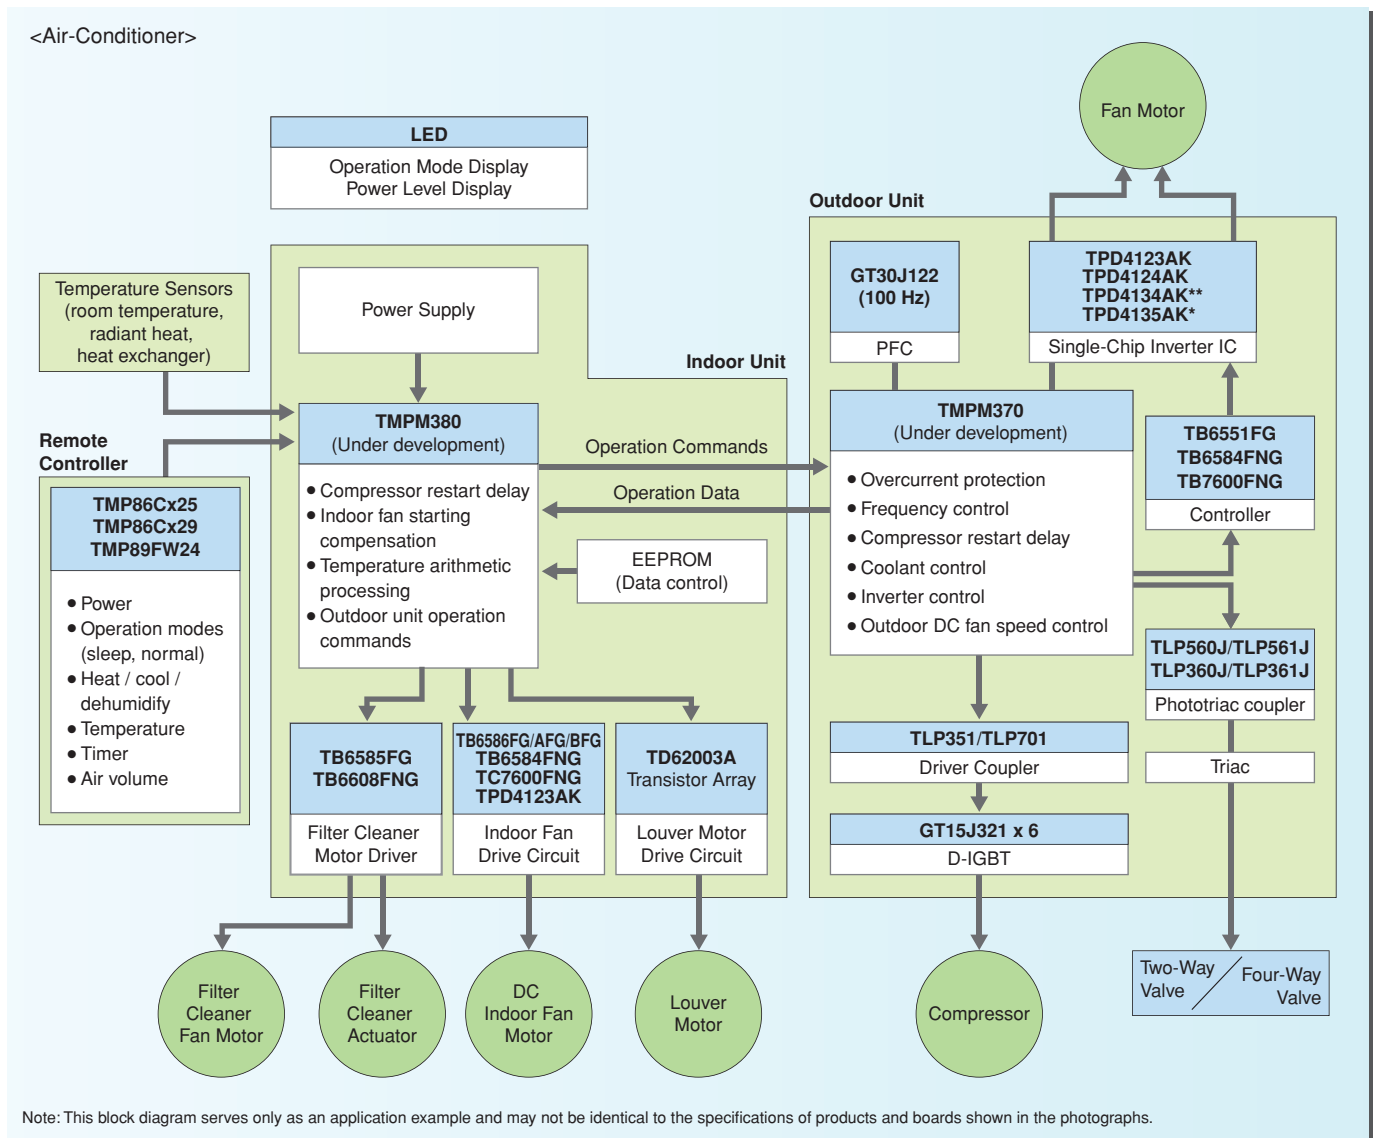 <Air-Conditioner>
LED
Operation Mode Display
Power Level Display
Fan Motor
Outdoor Unit
Temperature Sensors
(room temperature,
radiant heat,
heat exchanger)
Power Supply
Indoor Unit
TMPM380
(Under development)
• Compressor restart delay
• Indoor fan starting
compensation
• Temperature arithmetic
processing
• Outdoor unit operation
commands
Remote
Controller
TMP86Cx25
TMP86Cx29
TMP89FW24
• Power
• Operation modes
(sleep, normal)
• Heat / cool /
dehumidify
• Temperature
• Timer
• Air volume
Operation Commands
Operation Data
EEPROM
(Data control)
TB6585FG
TB6608FNG
Filter Cleaner
Motor Driver
TB6586FG/AFG/BFG
TB6584FNG
TC7600FNG
TPD4123AK
Indoor Fan
Drive Circuit
TD62003A
Transistor Array
Louver Motor
Drive Circuit
Filter
Cleaner
Fan Motor
Filter
Cleaner
Actuator
DC
Indoor Fan
Motor
Louver
Motor
GT30J122
(100 Hz)
PFC
TPD4123AK
TPD4124AK
TPD4134AK**
TPD4135AK*
Single-Chip Inverter IC
TMPM370
(Under development)
• Overcurrent protection
• Frequency control
• Compressor restart delay
• Coolant control
• Inverter control
• Outdoor DC fan speed control
TB6551FG
TB6584FNG
TB7600FNG
Controller
TLP560J/TLP561J
TLP360J/TLP361J
Phototriac coupler
Triac
TLP351/TLP701
Driver Coupler
GT15J321 x 6
D-IGBT
Compressor
Two-Way
Valve
Four-Way
Valve
Note: This block diagram serves only as an application example and may not be identical to the specifications of products and boards shown in the photographs.